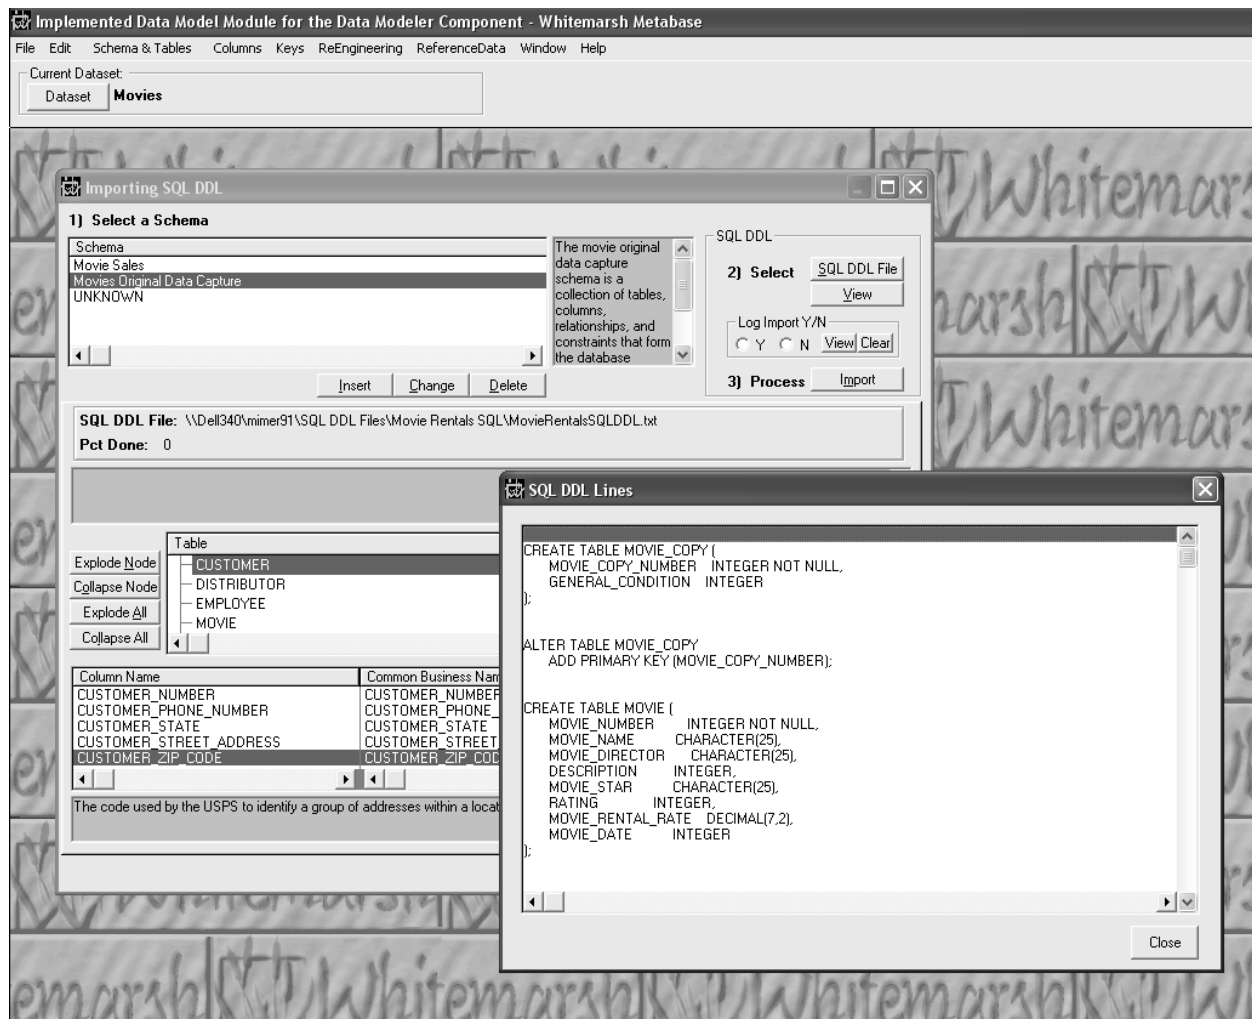 Implemented Data Model Module for the Data Modeler Component - Whitemarsh Metabase
File Edit Schema & Tables Columns Keys ReEngineering ReferenceData Window Help
Current Dataset:
Dataset Movies
Importing SQL DDL
1) Select a Schema
Schema
Movie Sales
Movies Original Data Capture
UNKNOWN
The movie original
data capture
schema is a
collection of tables,
columns,
relationships, and
constraints that form
the database
Insert Change Delete
SQL DDL
2) Select SQL DDL File
View
Log Import Y/N
Y N View Clear
3) Process Import
SQL DDL File: \\Dell340\mimer91\SQL DDL Files\Movie Rentals SQL\MovieRentalsSQLDDL.txt
Pct Done: 0
Explode Node
Collapse Node
Explode All
Collapse All
Table
CUSTOMER
DISTRIBUTOR
EMPLOYEE
MOVIE
Column Name Common Business Nam
CUSTOMER_NUMBER CUSTOMER_NUMBER
CUSTOMER_PHONE_NUMBER CUSTOMER_PHONE_
CUSTOMER_STATE CUSTOMER_STATE
CUSTOMER_STREET_ADDRESS CUSTOMER_STREET_
CUSTOMER_ZIP_CODE CUSTOMER_ZIP_COD
The code used by the USPS to identify a group of addresses within a locat
SQL DDL Lines
CREATE TABLE MOVIE_COPY (
MOVIE_COPY_NUMBER INTEGER NOT NULL,
GENERAL_CONDITION INTEGER
);
ALTER TABLE MOVIE_COPY
ADD PRIMARY KEY (MOVIE_COPY_NUMBER);
CREATE TABLE MOVIE (
MOVIE_NUMBER INTEGER NOT NULL,
MOVIE_NAME CHARACTER(25),
MOVIE_DIRECTOR CHARACTER(25),
DESCRIPTION INTEGER,
MOVIE_STAR CHARACTER(25),
RATING INTEGER,
MOVIE_RENTAL_RATE DECIMAL(7,2),
MOVIE_DATE INTEGER
);
Close
Whitemarsh